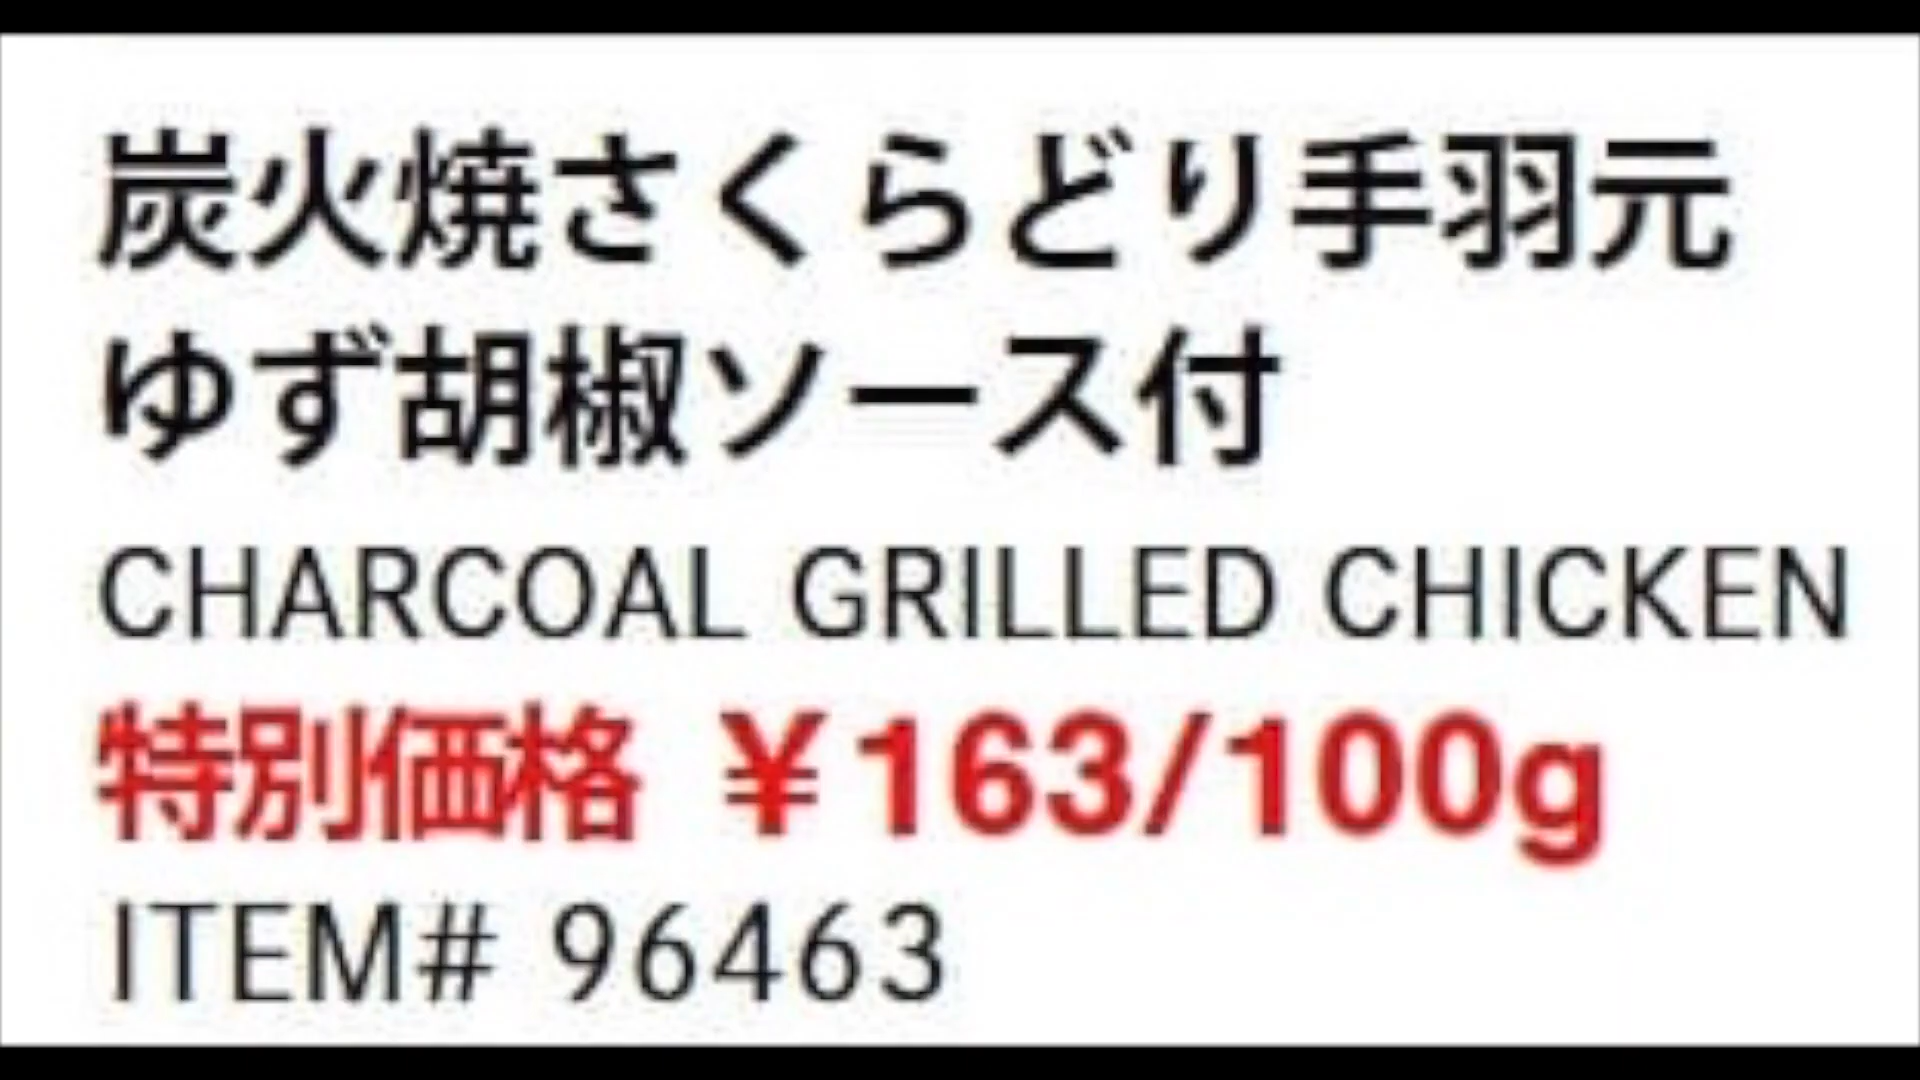 炭火焼さくらどり手羽元
ゆず胡椒ソース付
CHARCOAL GRILLED CHICKEN
特別価格 ¥163/100g
ITEM# 96463